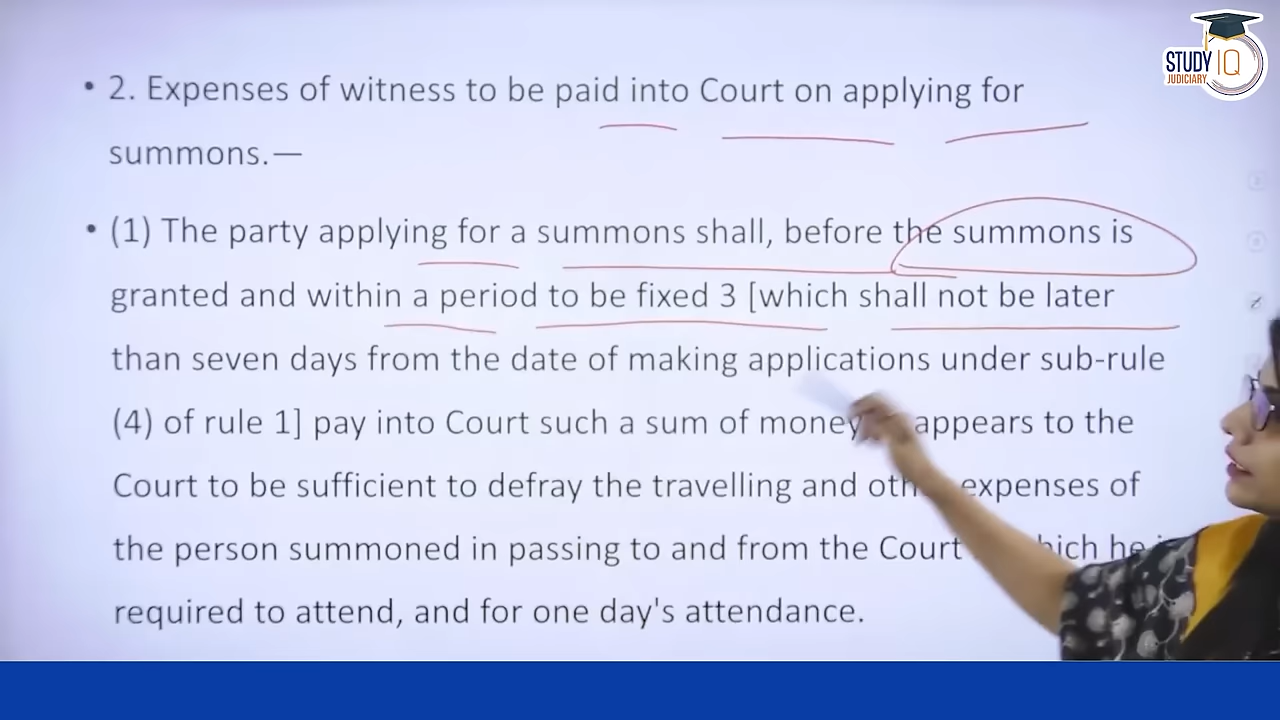 STUDY IQ
JUDICIARY
• 2. Expenses of witness to be paid into Court on applying for
summons.—
• (1) The party applying for a summons shall, before the summons is
granted and within a period to be fixed 3 [which shall not be later
than seven days from the date of making applications under sub-rule
(4) of rule 1] pay into Court such a sum of money appears to the
Court to be sufficient to defray the travelling and expenses of
the person summoned in passing to and from the Court he
required to attend, and for one day's attendance.